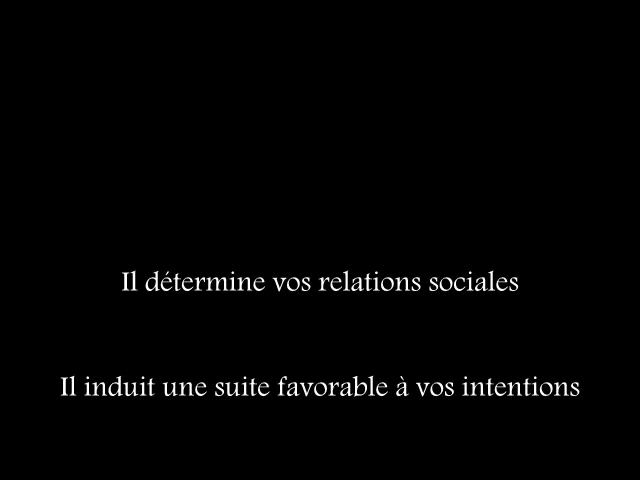 Il détermine vos relations sociales
Il induit une suite favorable à vos intentions